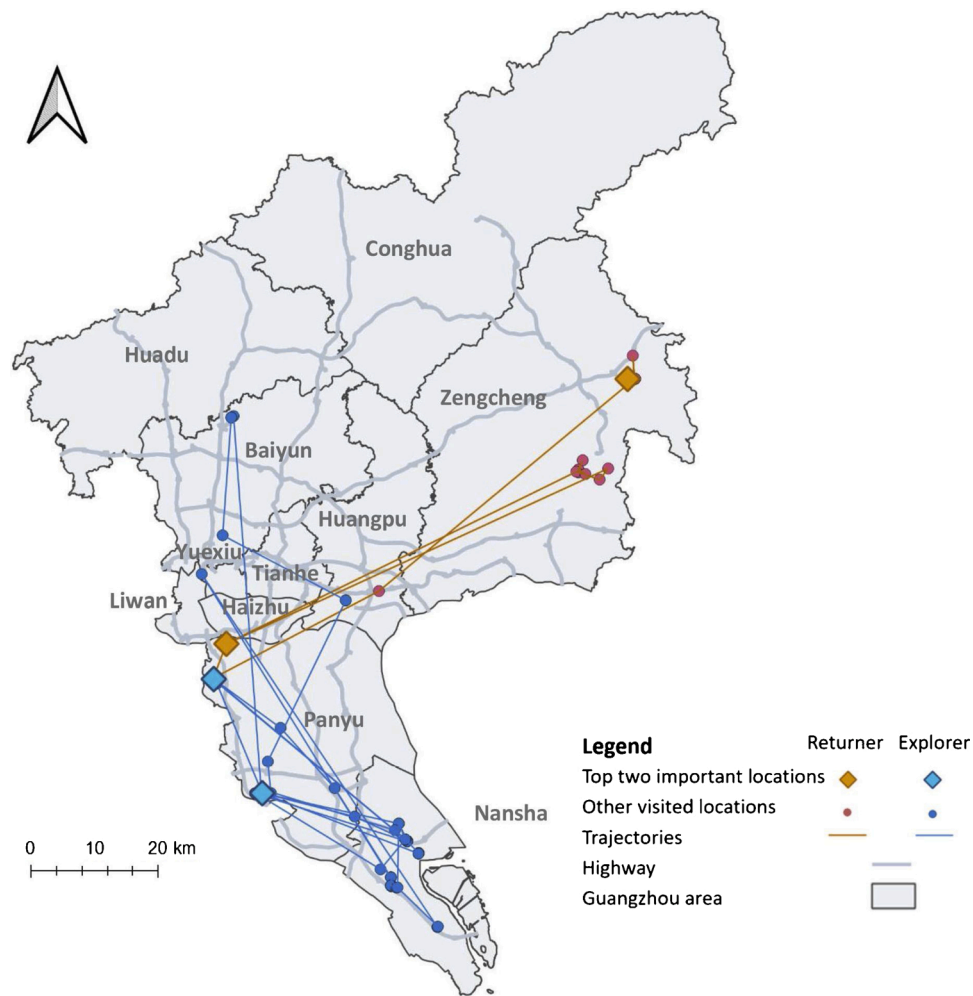 Conghua
Huadu
Zengcheng
Baiyun
Huangpu
Yuexiu
Tianhe
Liwan
Haizhu
Panyu
Nansha
Legend
Returner Explorer
Top two important locations
Other visited locations
Trajectories
Highway
Guangzhou area
0 10 20 km